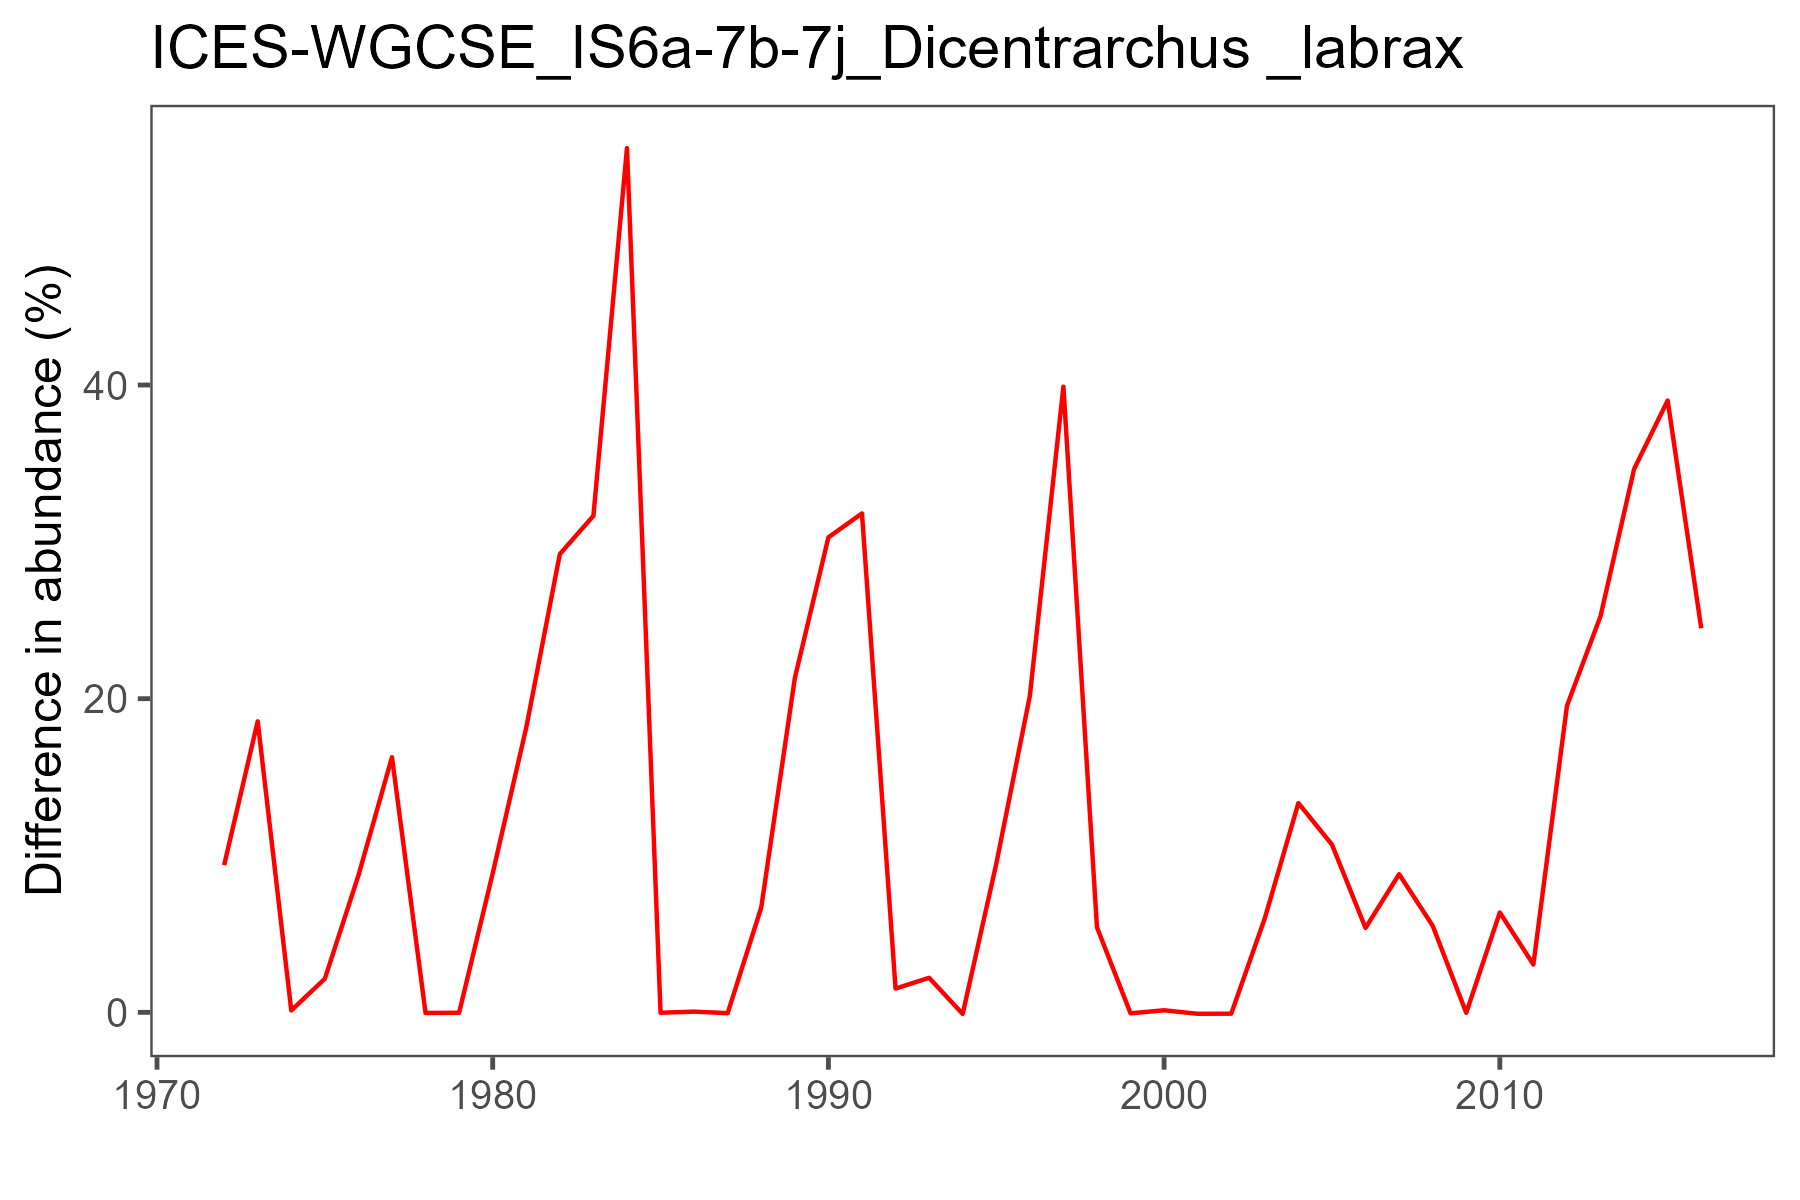 ICES-WGCSE_IS6a-7b-7j_Dicentrarchus _labrax
Difference in abundance (%)
40
20
0
1970 1980 1990 2000 2010